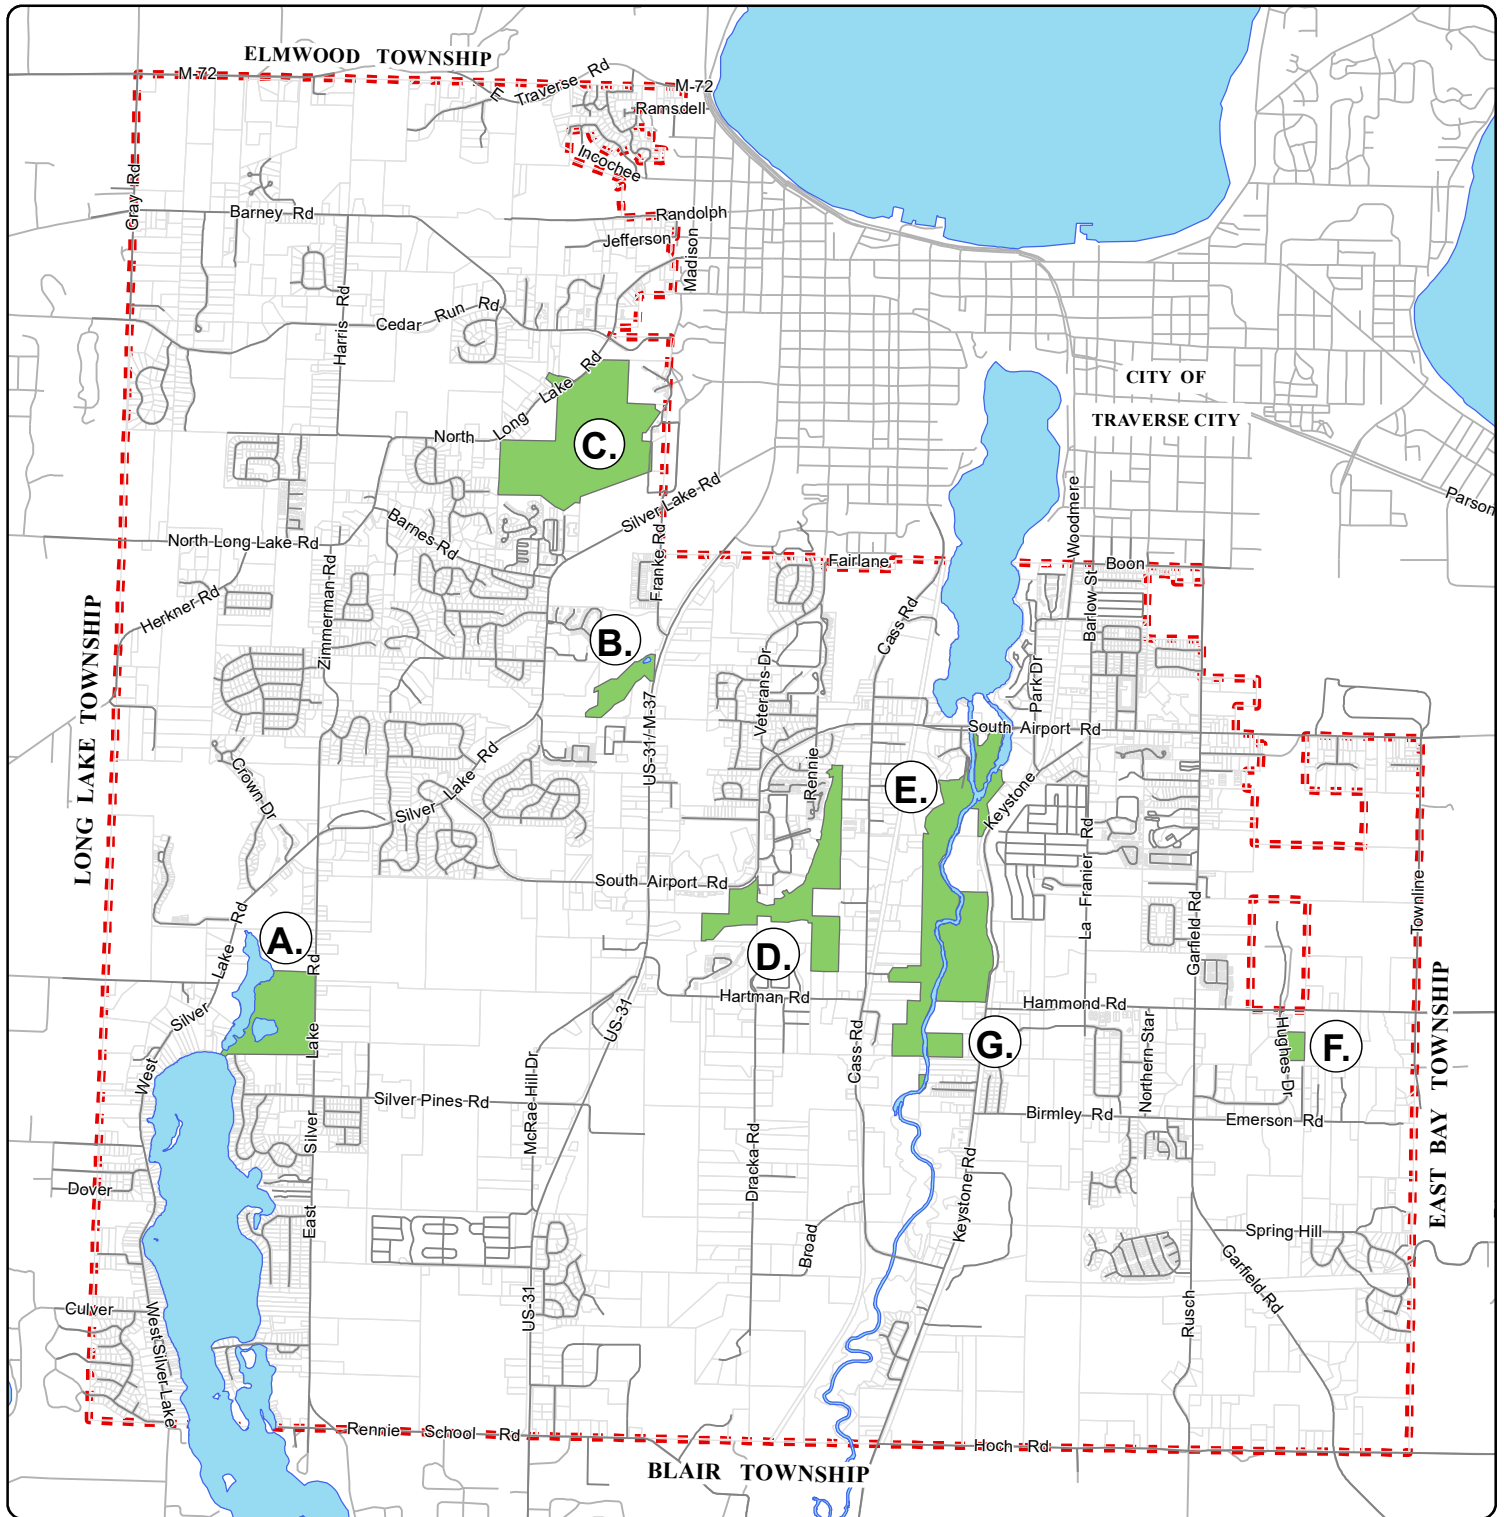 ELMWOOD TOWNSHIP
M-72
E Traverse Rd
M-72
Ramsdell
Incochee
Gray Rd
Barney Rd
Randolph
Jefferson
Madison
Harris Rd
Cedar Run Rd
CITY OF
TRAVERSE CITY
North Long Lake Rd
C.
Silver Lake Rd
Woodmere
Parson
Barnes Rd
North Long Lake Rd
Franke Rd
Fairlane
Boon
Zimmerman Rd
Herkner Rd
Cass Rd
Barlow St
B.
LONG LAKE TOWNSHIP
Veterans Dr
Park Dr
US-31/ M-37
South Airport Rd
Crown Dr
Silver Lake Rd
Rennie
E.
Keystone
La Franier Rd
South Airport Rd
Townline
Garfield Rd
A.
West Silver Lake Rd
D.
Hartman Rd
Hammond Rd
US-31
East Silver Lake Rd
Cass Rd
G.
Northern Star
Hughes Dr
F.
EAST BAY TOWNSHIP
McRae Hill Dr
Silver Pines Rd
Birmley Rd
Emerson Rd
Dracka Rd
Keystone Rd
Dover
Broad
Spring Hill
Garfield Rd
Culver
West Silver Lake
US-31
Rusch
Rennie School Rd
Hoch Rd
BLAIR TOWNSHIP